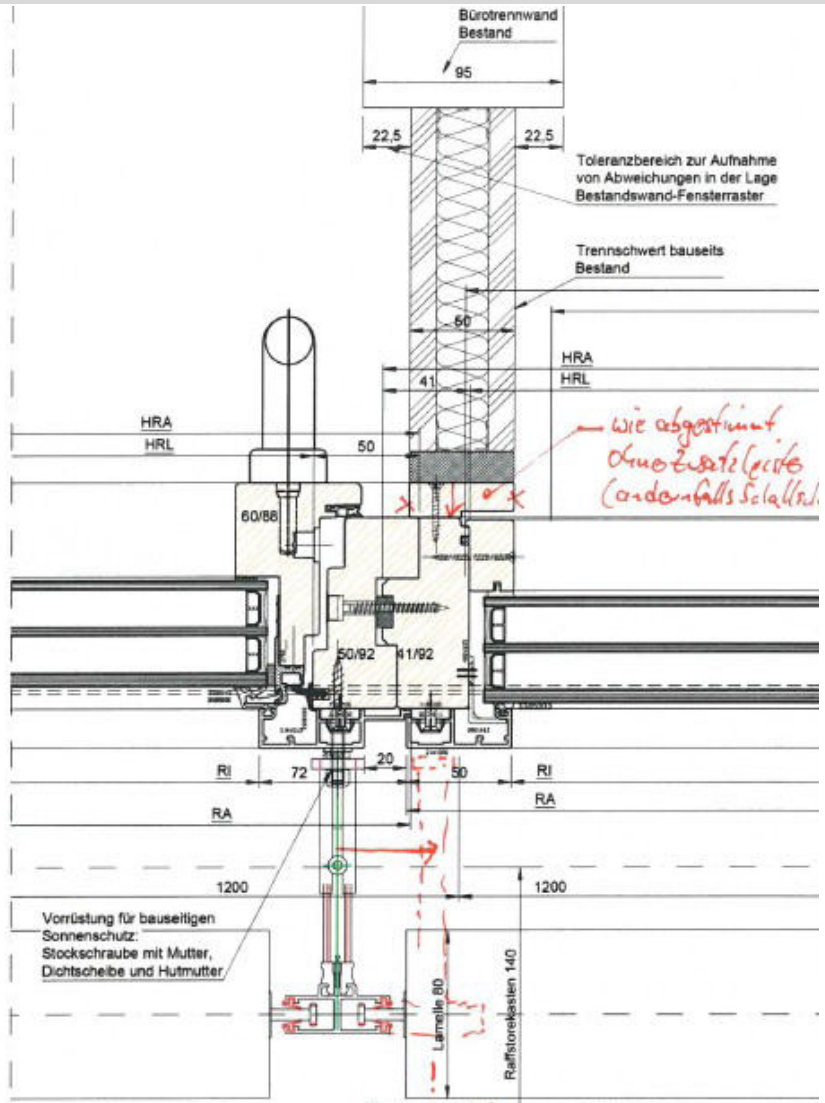 Bürotrennwand
Bestand
95
22,5
22,5
Toleranzbereich zur Aufnahme
von Abweichungen in der Lage
Bestandswand-Fensterraster
Trennschwert bauseits
Bestand
50
HRA
41
HRL
HRA
HRL
50
wie abgestimmt
ohne Zusatzleiste
(andernfalls
60/88
50/92
41/92
RI
72
20
50
RI
RA
RA
1200
1200
Vorrüstung für bauseitigen
Sonnenschutz:
Stockschraube mit Mutter,
Dichtscheibe und Hutmutter
Lamelle 80
Raffstorekasten 140